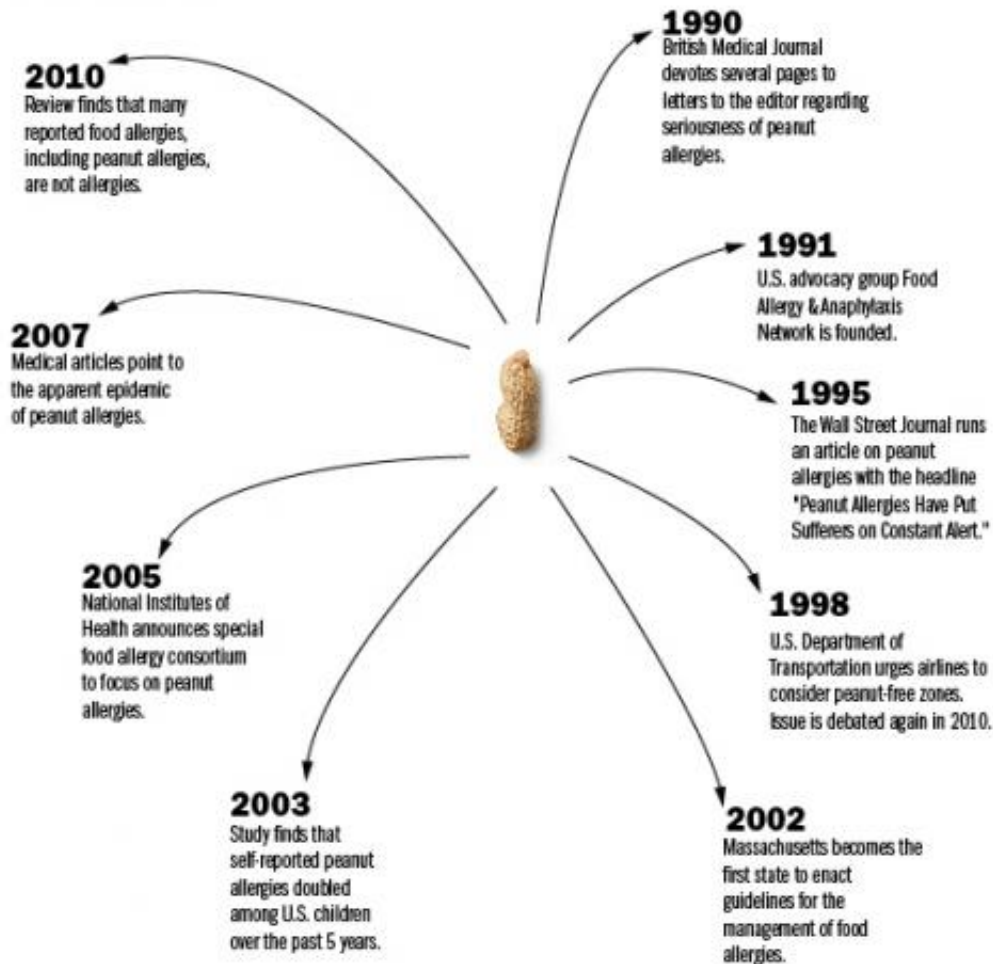 1990
British Medical Journal
devotes several pages to
letters to the editor regarding
seriousness of peanut
allergies.
1991
U.S. advocacy group Food
Allergy & Anaphylaxis
Network is founded.
1995
The Wall Street Journal runs
an article on peanut
allergies with the headline
"Peanut Allergies Have Put
Sufferers on Constant Alert."
1998
U.S. Department of
Transportation urges airlines to
consider peanut-free zones.
Issue is debated again in 2010.
2002
Massachusetts becomes the
first state to enact
guidelines for the
management of food
allergies.
2003
Study finds that
self-reported peanut
allergies doubled
among U.S. children
over the past 5 years.
2005
National Institutes of
Health announces special
food allergy consortium
to focus on peanut
allergies.
2007
Medical articles point to
the apparent epidemic
of peanut allergies.
2010
Review finds that many
reported food allergies,
including peanut allergies,
are not allergies.